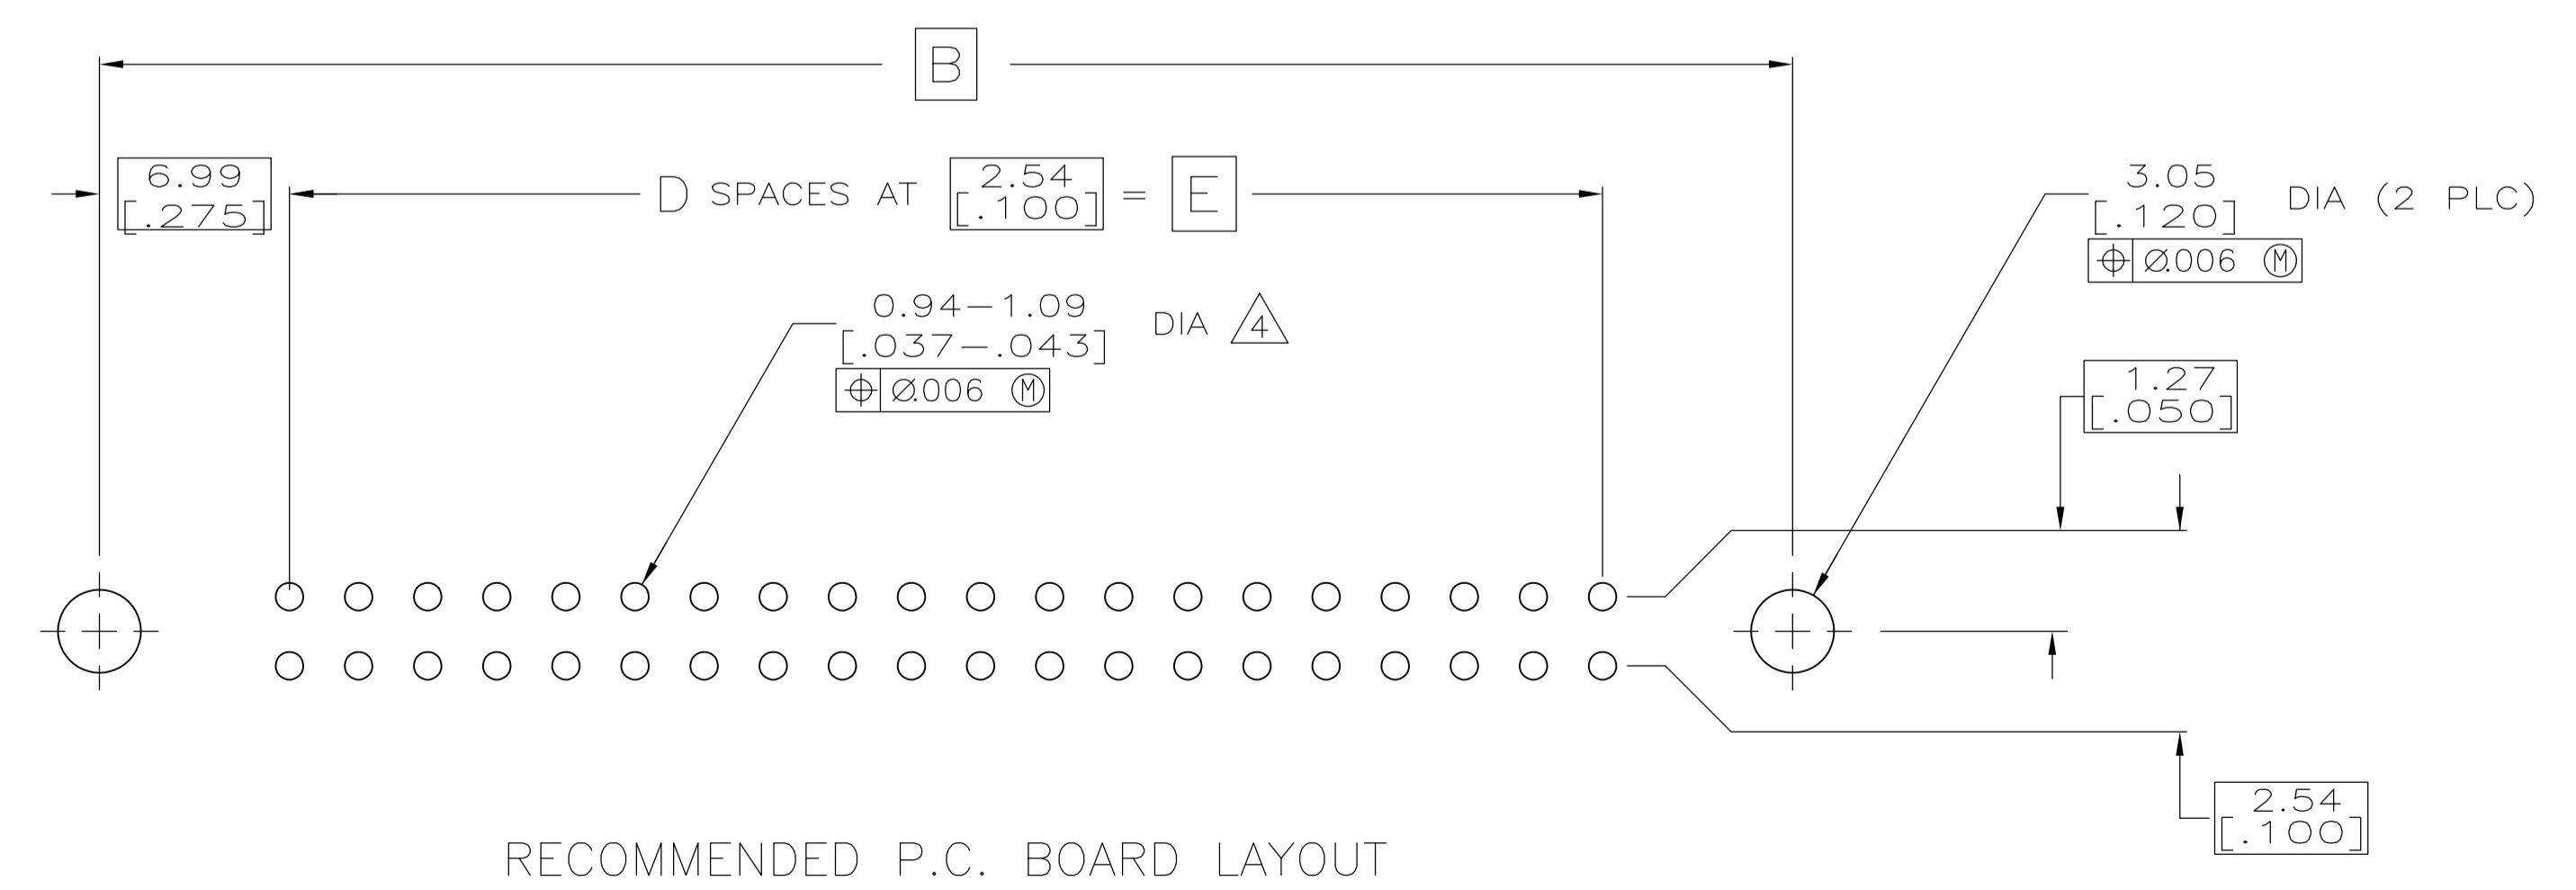 B
6.99
[.275]
D SPACES AT 2.54 [.100] = E
3.05
[.120]
DIA (2 PLC)
⌖ Ø.006 Ⓜ
0.94-1.09
[.037-.043]
DIA 4
⌖ Ø.006 Ⓜ
1.27
[.050]
2.54
[.100]
RECOMMENDED P.C. BOARD LAYOUT